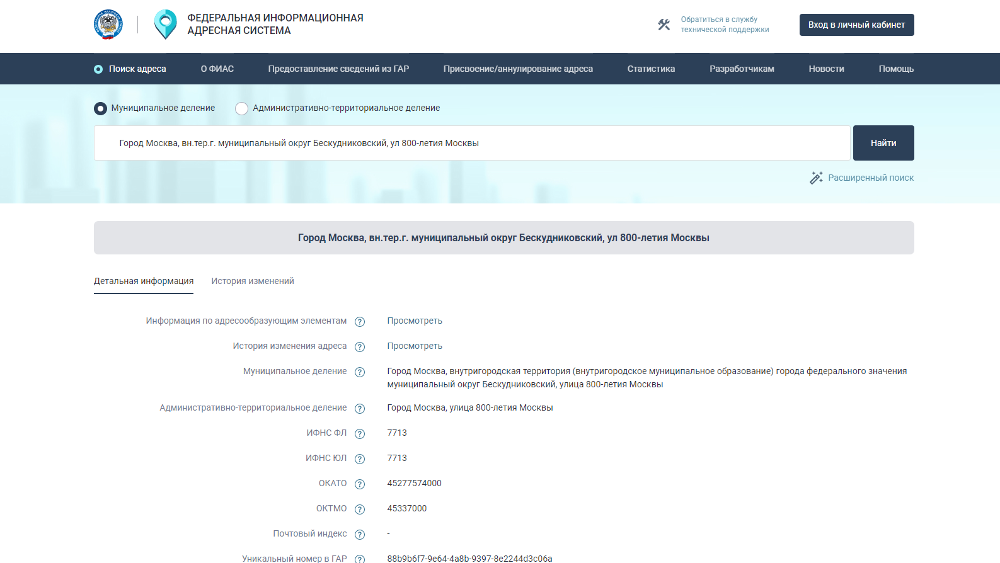 ФЕДЕРАЛЬНАЯ ИНФОРМАЦИОННАЯ
АДРЕСНАЯ СИСТЕМА
Обратиться в службу
технической поддержки
Вход в личный кабинет
Поиск адреса
О ФИАС
Предоставление сведений из ГАР
Присвоение/аннулирование адреса
Статистика
Разработчикам
Новости
Помощь
Муниципальное деление
Административно-территориальное деление
Город Москва, вн.тер.г. муниципальный округ Бескудниковский, ул 800-летия Москвы
Найти
Расширенный поиск
Город Москва, вн.тер.г. муниципальный округ Бескудниковский, ул 800-летия Москвы
Детальная информация
История изменений
Информация по адресообразующим элементам ? Просмотреть
История изменения адреса ? Просмотреть
Муниципальное деление ? Город Москва, внутригородская территория (внутригородское муниципальное образование) города федерального значения
муниципальный округ Бескудниковский, улица 800-летия Москвы
Административно-территориальное деление ? Город Москва, улица 800-летия Москвы
ИФНС ФЛ ? 7713
ИФНС ЮЛ ? 7713
ОКАТО ? 45277574000
ОКТМО ? 45337000
Почтовый индекс ? -
Уникальный номер в ГАР ? 88b9b6f7-9e64-4a8b-9397-8e2244d3c06a